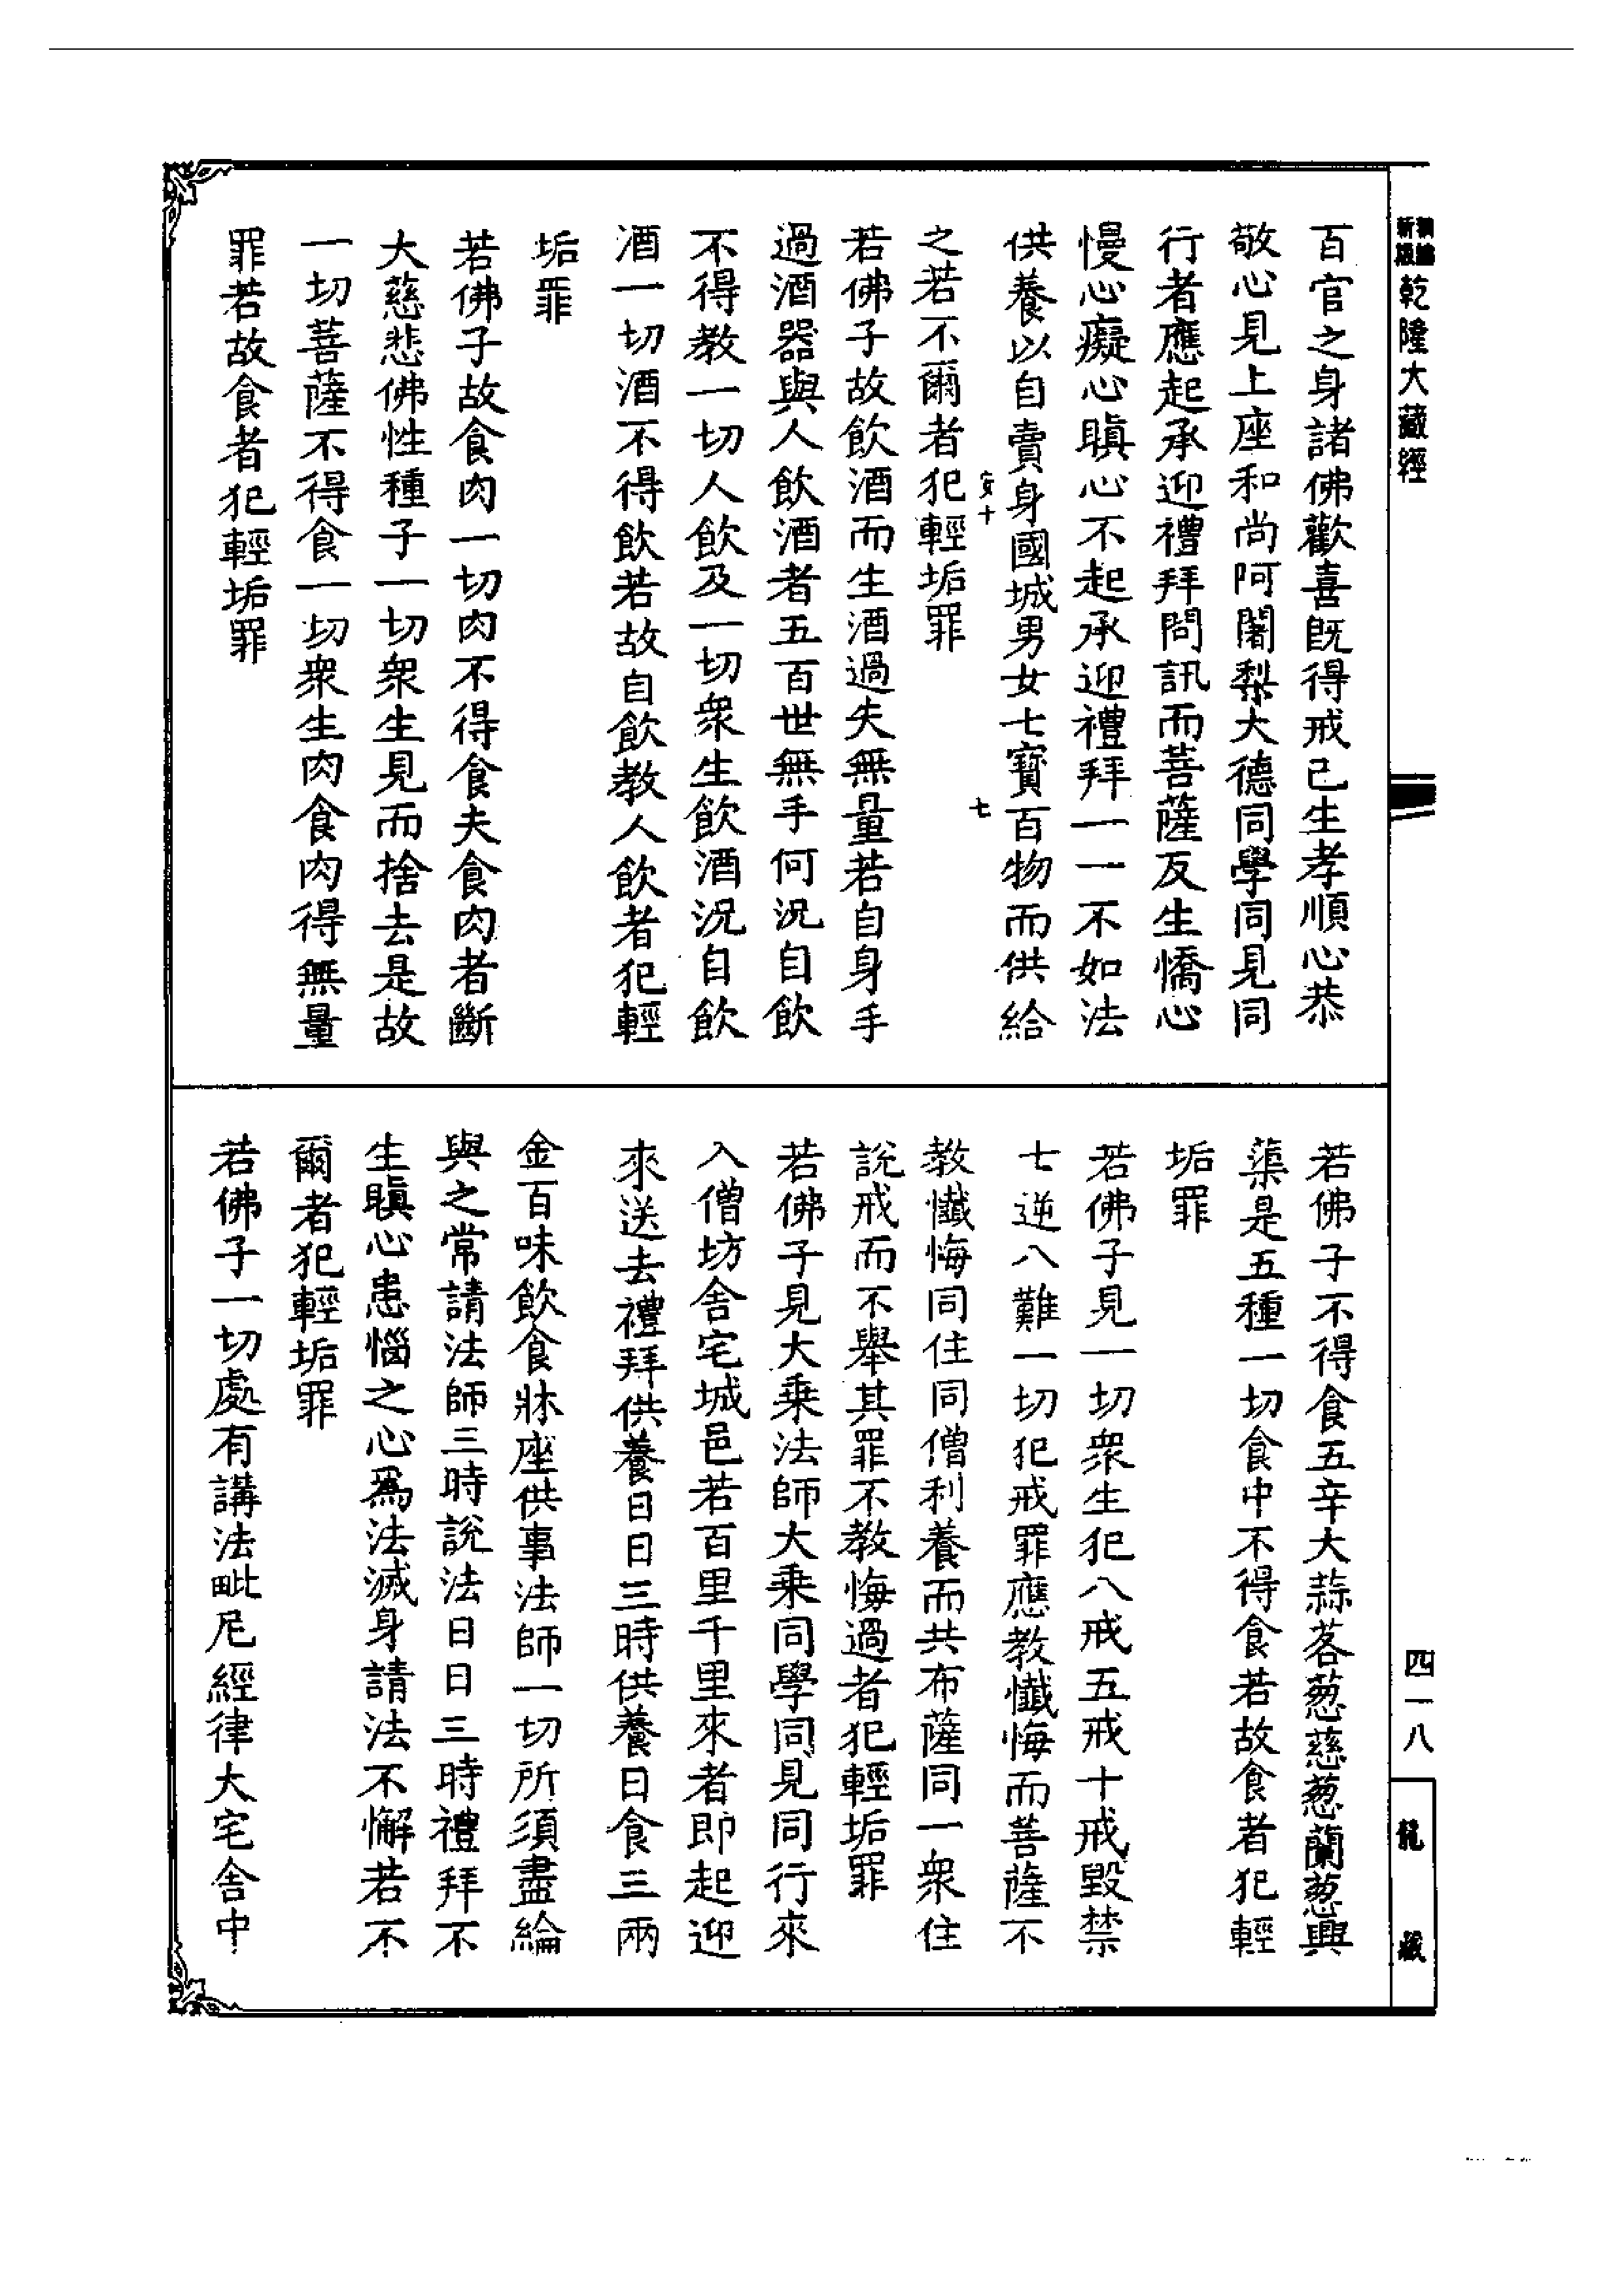 新編縮版乾隆大藏經
百官之身諸佛歡喜既得戒已生孝順心恭
敬心見上座和尚阿闍梨大德同學同見同
行者應起承迎禮拜問訊而菩薩反生憍心
慢心癡心瞋心不起承迎禮拜一一不如法
供養以自賣身國城男女七寶百物而供給
七
之若不爾者犯輕垢罪
若佛子故飲酒而生酒過失無量若自身手
過酒器與人飲酒者五百世無手何況自飲
不得教一切人飲及一切衆生飲酒況自飲
酒一切酒不得飲若故自飲教人飲者犯輕
垢罪
若佛子故食肉一切肉不得食夫食肉者斷
大慈悲佛性種子一切衆生見而捨去是故
一切菩薩不得食一切衆生肉食肉得無量
罪若故食者犯輕垢罪
若佛子不得食五辛大蒜茖葱慈葱蘭葱興
蕖是五種一切食中不得食若故食者犯輕
垢罪
若佛子見一切衆生犯八戒五戒十戒毀禁
七逆八難一切犯戒罪應教懺悔而菩薩不
教懺悔同住同僧利養而共布薩同一衆住
說戒而不舉其罪不教悔過者犯輕垢罪
若佛子見大乘法師大乘同學同見同行來
入僧坊舍宅城邑若百里千里來者即起迎
來送去禮拜供養日日三時供養日食三兩
金百味飲食牀座供事法師一切所須盡給
與之常請法師三時說法日日三時禮拜不
生瞋心患惱之心為法滅身請法不懈若不
爾者犯輕垢罪
若佛子一切處有講法毗尼經律大宅舍中
四一八
龍藏